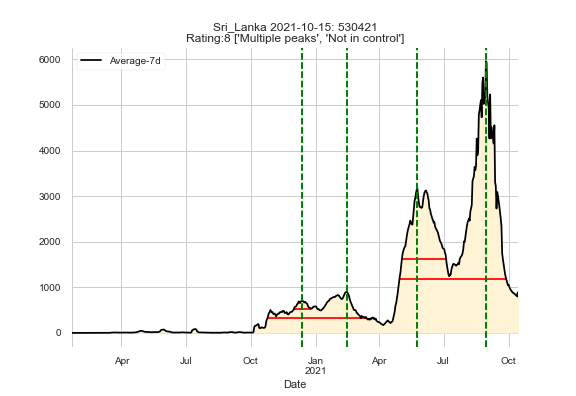 Sri_Lanka 2021-10-15: 530421
Rating:8 ['Multiple peaks', 'Not in control']
Average-7d
6000
5000
4000
3000
2000
1000
0
Apr Jul Oct Jan Apr Jul Oct
2021
Date